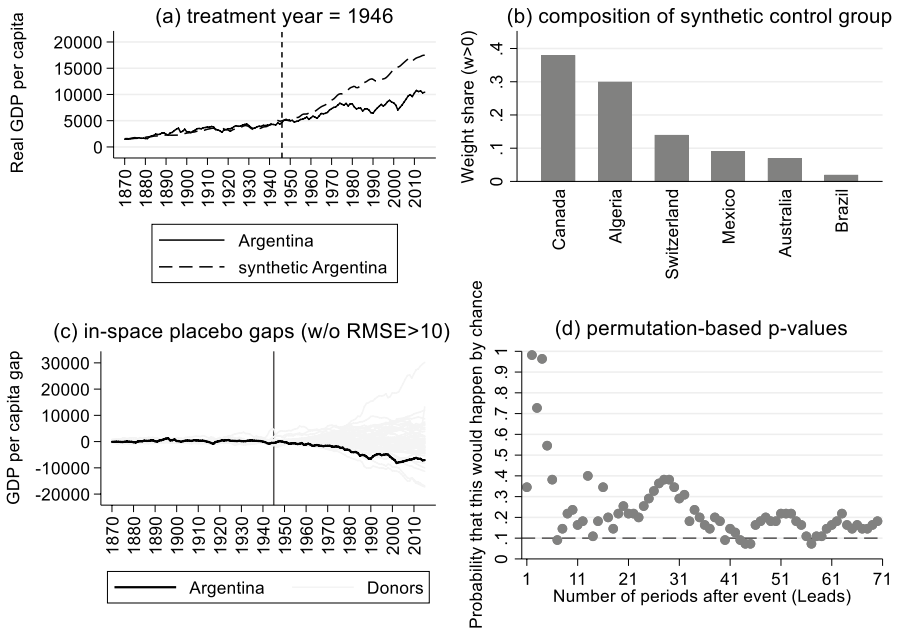 (a) treatment year = 1946
Real GDP per capita
20000
15000
10000
5000
0
1870 1880 1890 1900 1910 1920 1930 1940 1950 1960 1970 1980 1990 2000 2010
Argentina
synthetic Argentina
(b) composition of synthetic control group
Weight share (w>0)
.4
.3
.2
.1
0
Canada Algeria Switzerland Mexico Australia Brazil
(c) in-space placebo gaps (w/o RMSE>10)
GDP per capita gap
30000
20000
10000
0
-10000
-20000
1870 1880 1890 1900 1910 1920 1930 1940 1950 1960 1970 1980 1990 2000 2010
Argentina Donors
(d) permutation-based p-values
Probability that this would happen by chance
1
.9
.8
.7
.6
.5
.4
.3
.2
.1
0
1 11 21 31 41 51 61 71
Number of periods after event (Leads)